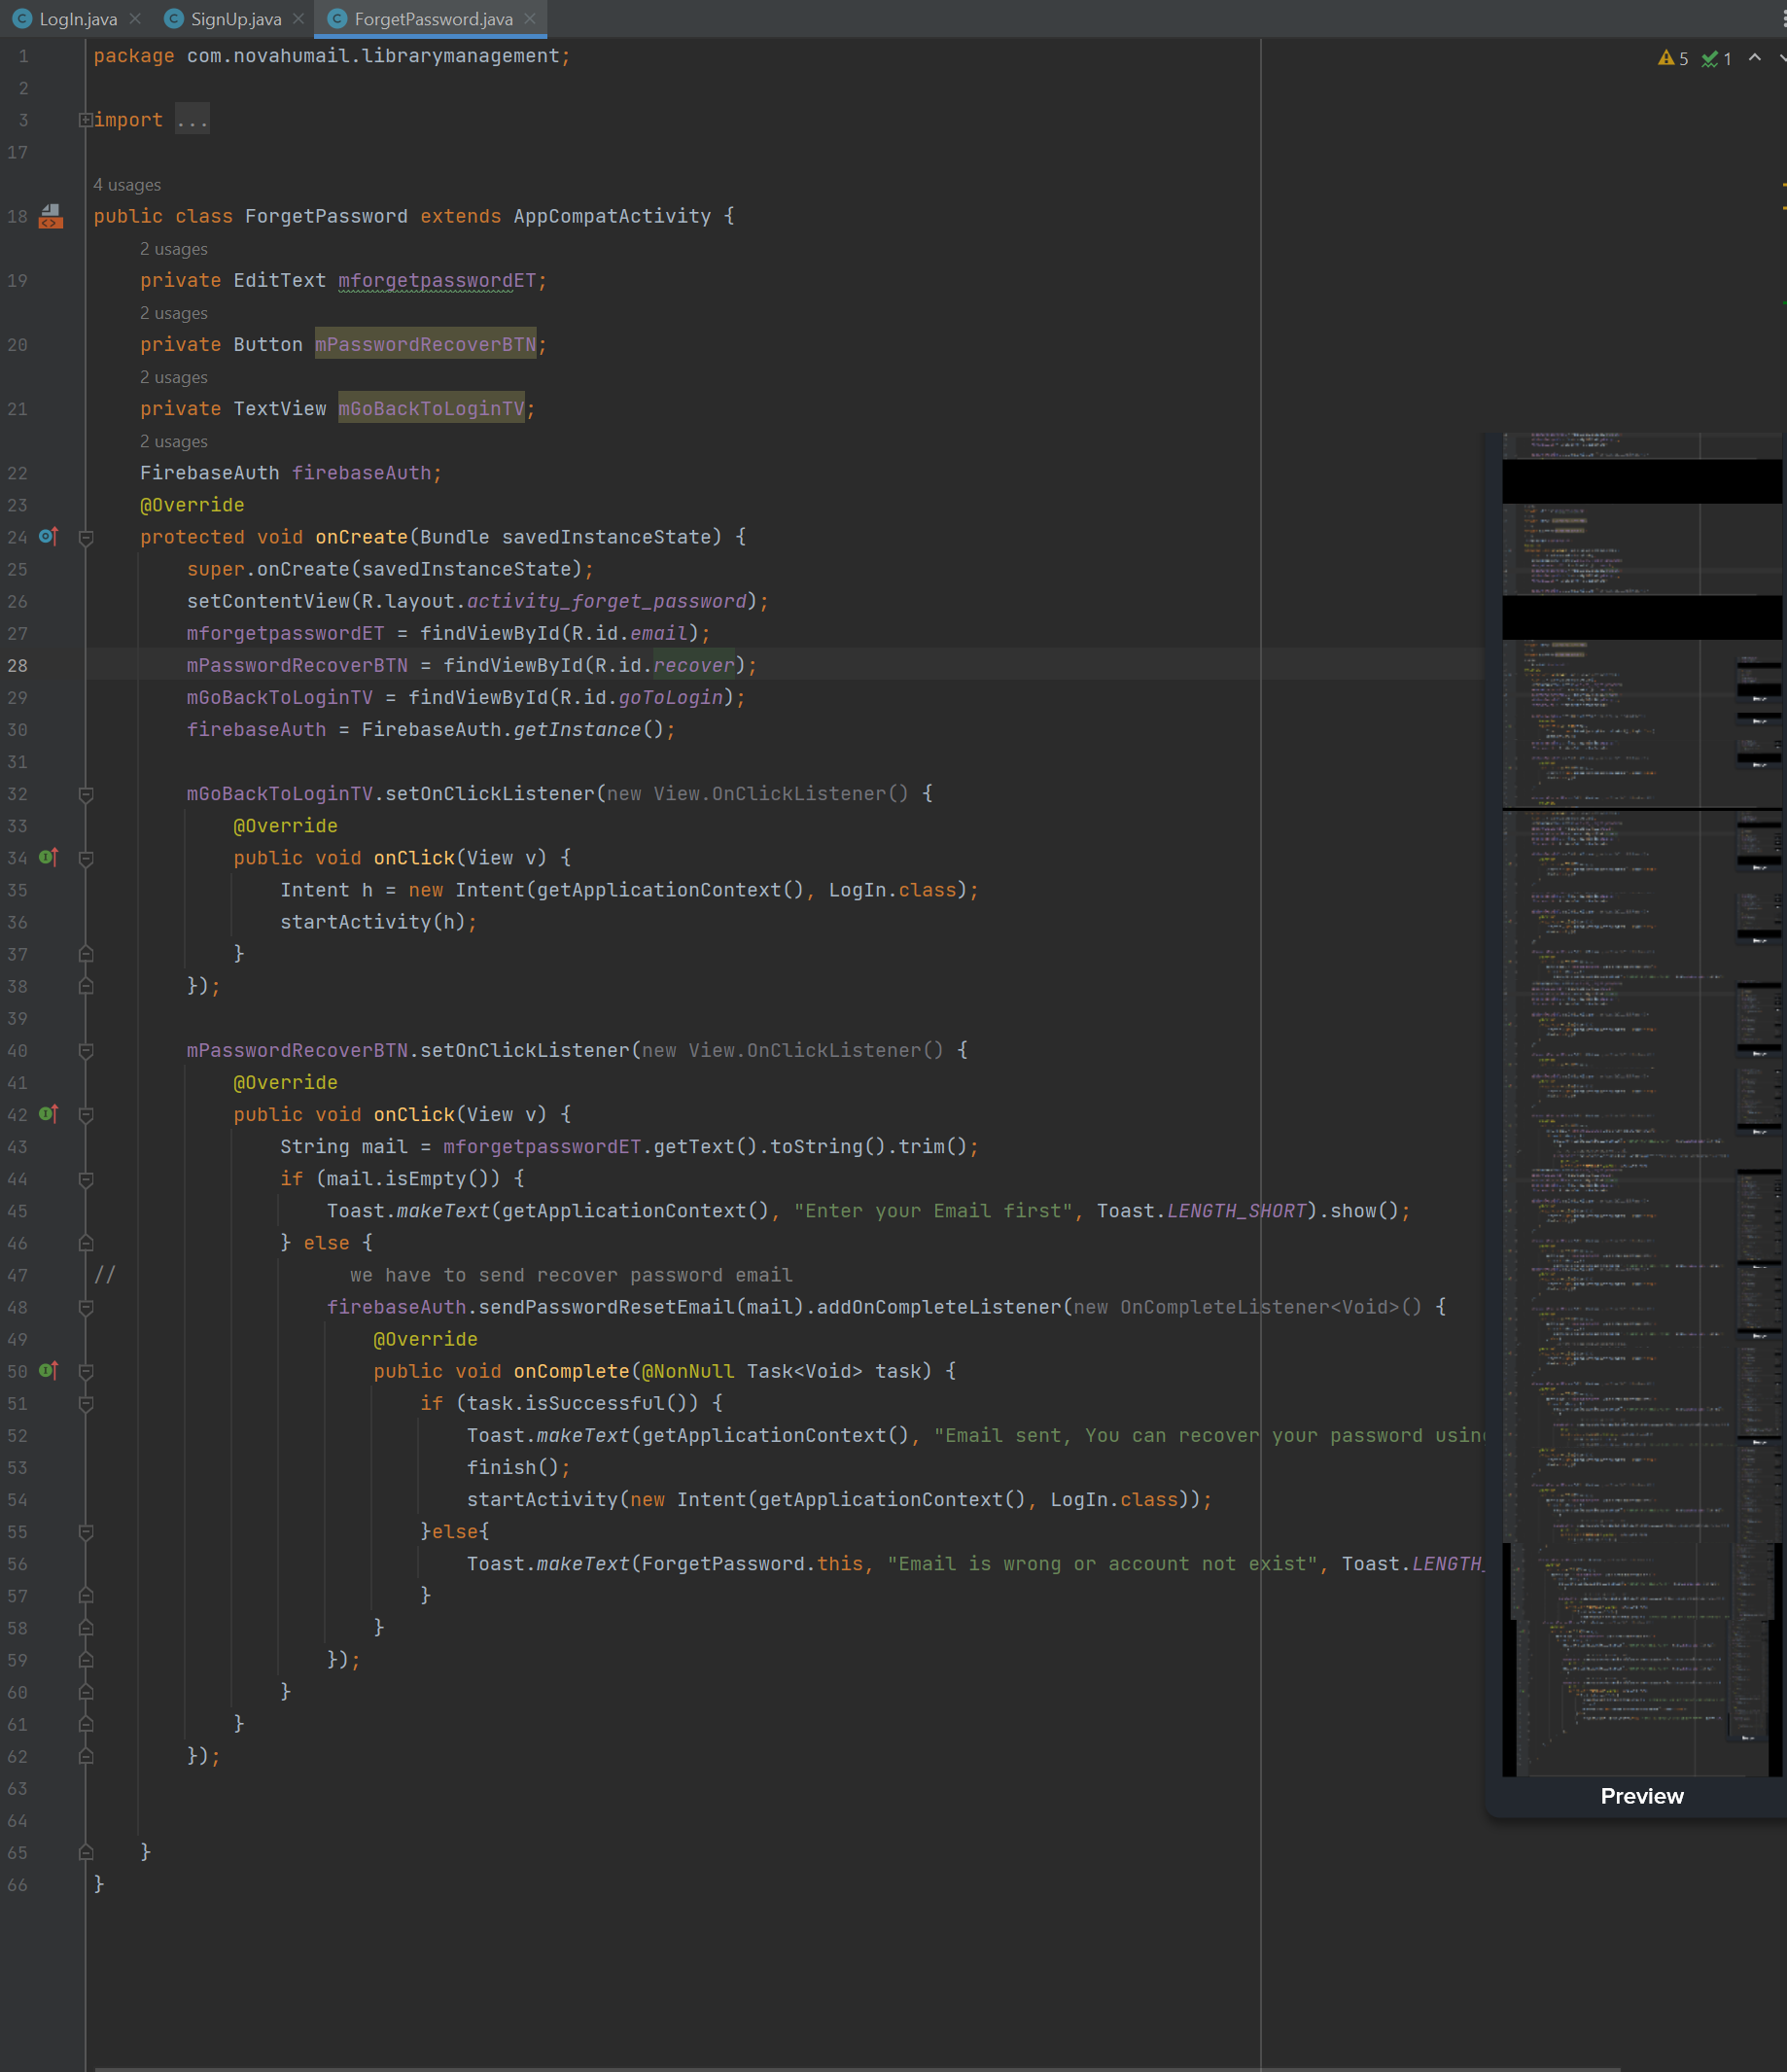 LogIn.java SignUp.java ForgetPassword.java
1 package com.novahumail.librarymanagement; 5 1
2
3 import ...
17
4 usages
18 public class ForgetPassword extends AppCompatActivity {
2 usages
19 private EditText mforgetpasswordET;
2 usages
20 private Button mPasswordRecoverBTN;
2 usages
21 private TextView mGoBackToLoginTV;
2 usages
22 FirebaseAuth firebaseAuth;
23 @Override
24 protected void onCreate(Bundle savedInstanceState) {
25 super.onCreate(savedInstanceState);
26 setContentView(R.layout.activity_forget_password);
27 mforgetpasswordET = findViewById(R.id.email);
28 mPasswordRecoverBTN = findViewById(R.id.recover);
29 mGoBackToLoginTV = findViewById(R.id.goToLogin);
30 firebaseAuth = FirebaseAuth.getInstance();
31
32 mGoBackToLoginTV.setOnClickListener(new View.OnClickListener() {
33 @Override
34 public void onClick(View v) {
35 Intent h = new Intent(getApplicationContext(), LogIn.class);
36 startActivity(h);
37 }
38 });
39
40 mPasswordRecoverBTN.setOnClickListener(new View.OnClickListener() {
41 @Override
42 public void onClick(View v) {
43 String mail = mforgetpasswordET.getText().toString().trim();
44 if (mail.isEmpty()) {
45 Toast.makeText(getApplicationContext(), "Enter your Email first", Toast.LENGTH_SHORT).show();
46 } else {
47 // we have to send recover password email
48 firebaseAuth.sendPasswordResetEmail(mail).addOnCompleteListener(new OnCompleteListener<Void>() {
49 @Override
50 public void onComplete(@NonNull Task<Void> task) {
51 if (task.isSuccessful()) {
52 Toast.makeText(getApplicationContext(), "Email sent, You can recover your password usin
53 finish();
54 startActivity(new Intent(getApplicationContext(), LogIn.class));
55 }else{
56 Toast.makeText(ForgetPassword.this, "Email is wrong or account not exist", Toast.LENGTH_
57 }
58 }
59 });
60 }
61 }
62 });
63
64
65 }
66 }
Preview